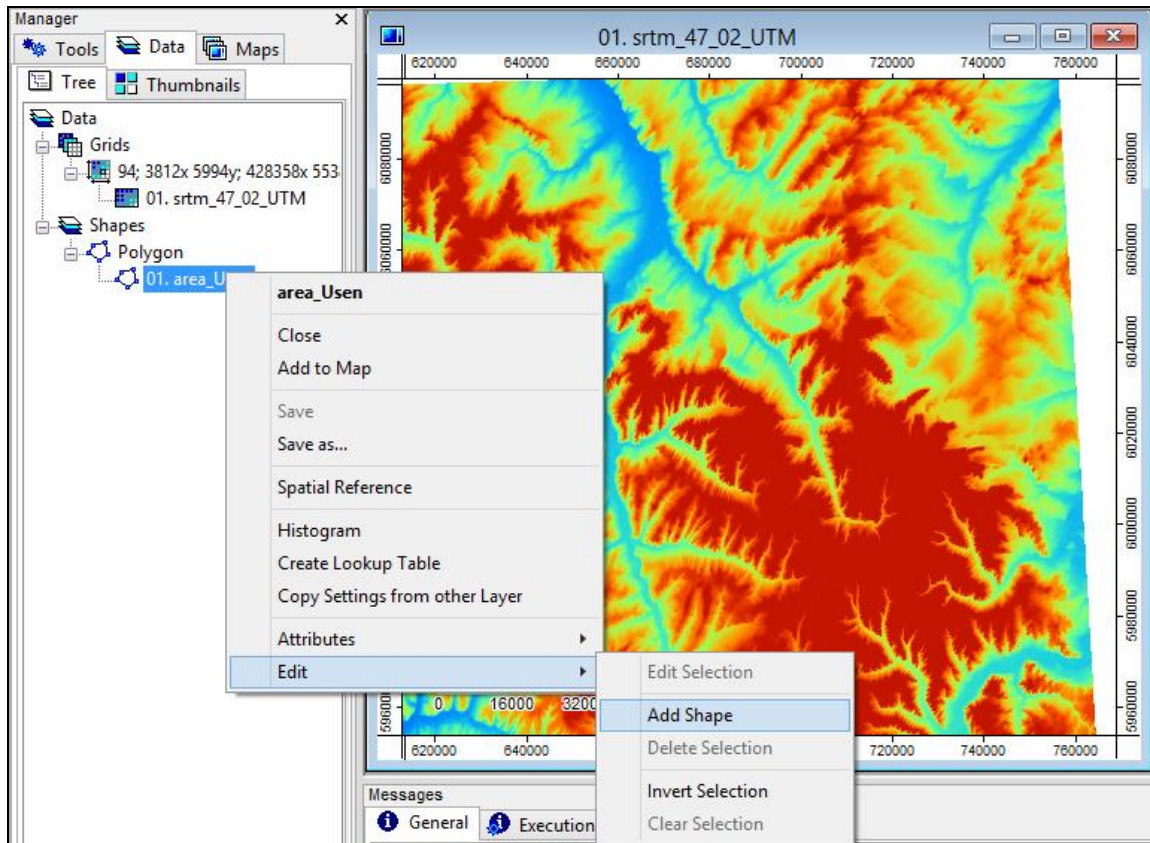 Manager
Tools Data Maps
Tree Thumbnails
Data
Grids
94; 3812x 5994y; 428358x 553
01. srtm_47_02_UTM
Shapes
Polygon
01. area_U
area_Usen
Close
Add to Map
Save
Save as...
Spatial Reference
Histogram
Create Lookup Table
Copy Settings from other Layer
Attributes
Edit
Edit Selection
Add Shape
Delete Selection
Invert Selection
Clear Selection
01. srtm_47_02_UTM
620000 640000 660000 680000 700000 720000 740000 760000
6080000 6080000
6060000 6060000
6040000
6020000
6000000
5980000
5960000 5960000
0 16000 3200
620000 640000 720000 740000 760000
Messages
General Execution